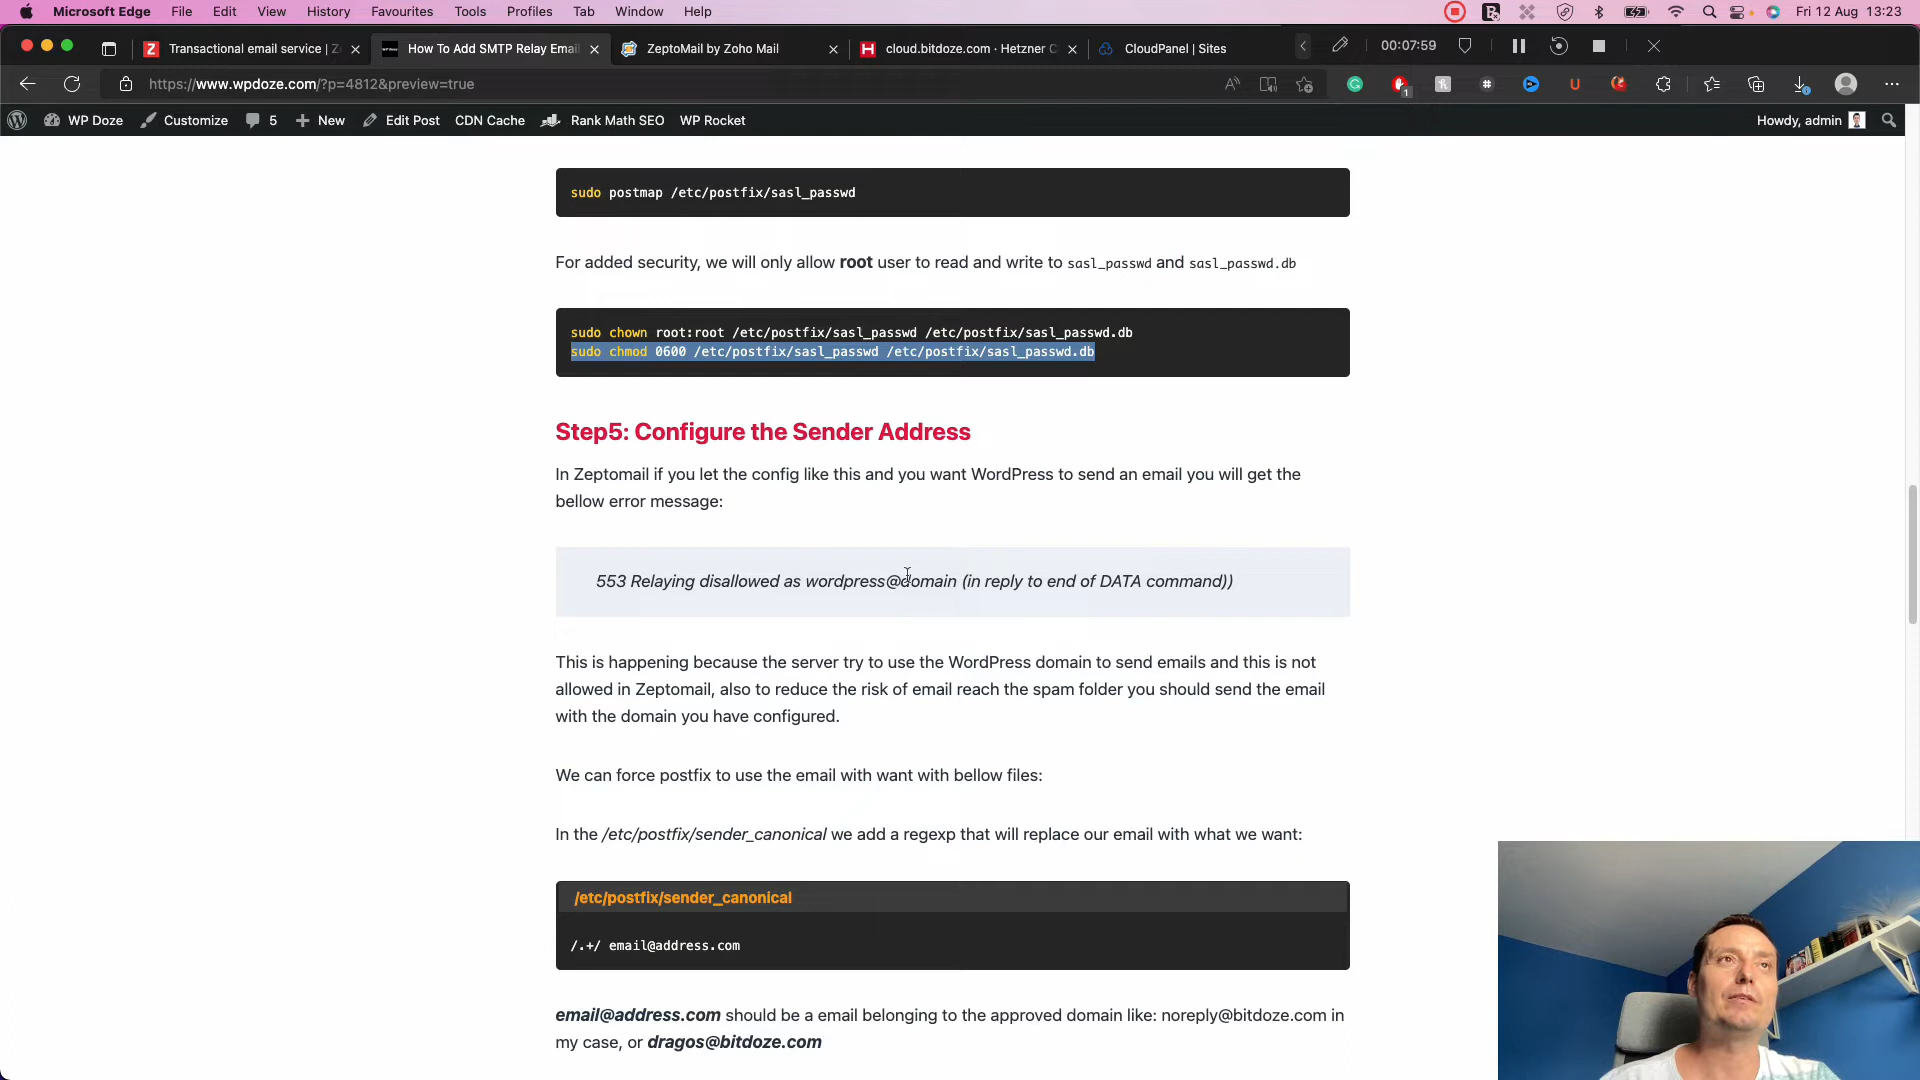 Microsoft Edge File Edit View History Favourites Tools Profiles Tab Window Help Fri 12 Aug 13:23
Transactional email service | Z
How To Add SMTP Relay Email
ZeptoMail by Zoho Mail
cloud.bitdoze.com · Hetzner C
CloudPanel | Sites
00:07:59
https://www.wpdoze.com/?p=4812&preview=true
WP Doze Customize 5 New Edit Post CDN Cache Rank Math SEO WP Rocket Howdy, admin
sudo postmap /etc/postfix/sasl_passwd
For added security, we will only allow root user to read and write to sasl_passwd and sasl_passwd.db
sudo chown root:root /etc/postfix/sasl_passwd /etc/postfix/sasl_passwd.db
sudo chmod 0600 /etc/postfix/sasl_passwd /etc/postfix/sasl_passwd.db
Step5: Configure the Sender Address
In Zeptomail if you let the config like this and you want WordPress to send an email you will get the
bellow error message:
553 Relaying disallowed as wordpress@domain (in reply to end of DATA command))
This is happening because the server try to use the WordPress domain to send emails and this is not
allowed in Zeptomail, also to reduce the risk of email reach the spam folder you should send the email
with the domain you have configured.
We can force postfix to use the email with want with bellow files:
In the /etc/postfix/sender_canonical we add a regexp that will replace our email with what we want:
/etc/postfix/sender_canonical
/.+/ email@address.com
email@address.com should be a email belonging to the approved domain like: noreply@bitdoze.com in
my case, or dragos@bitdoze.com